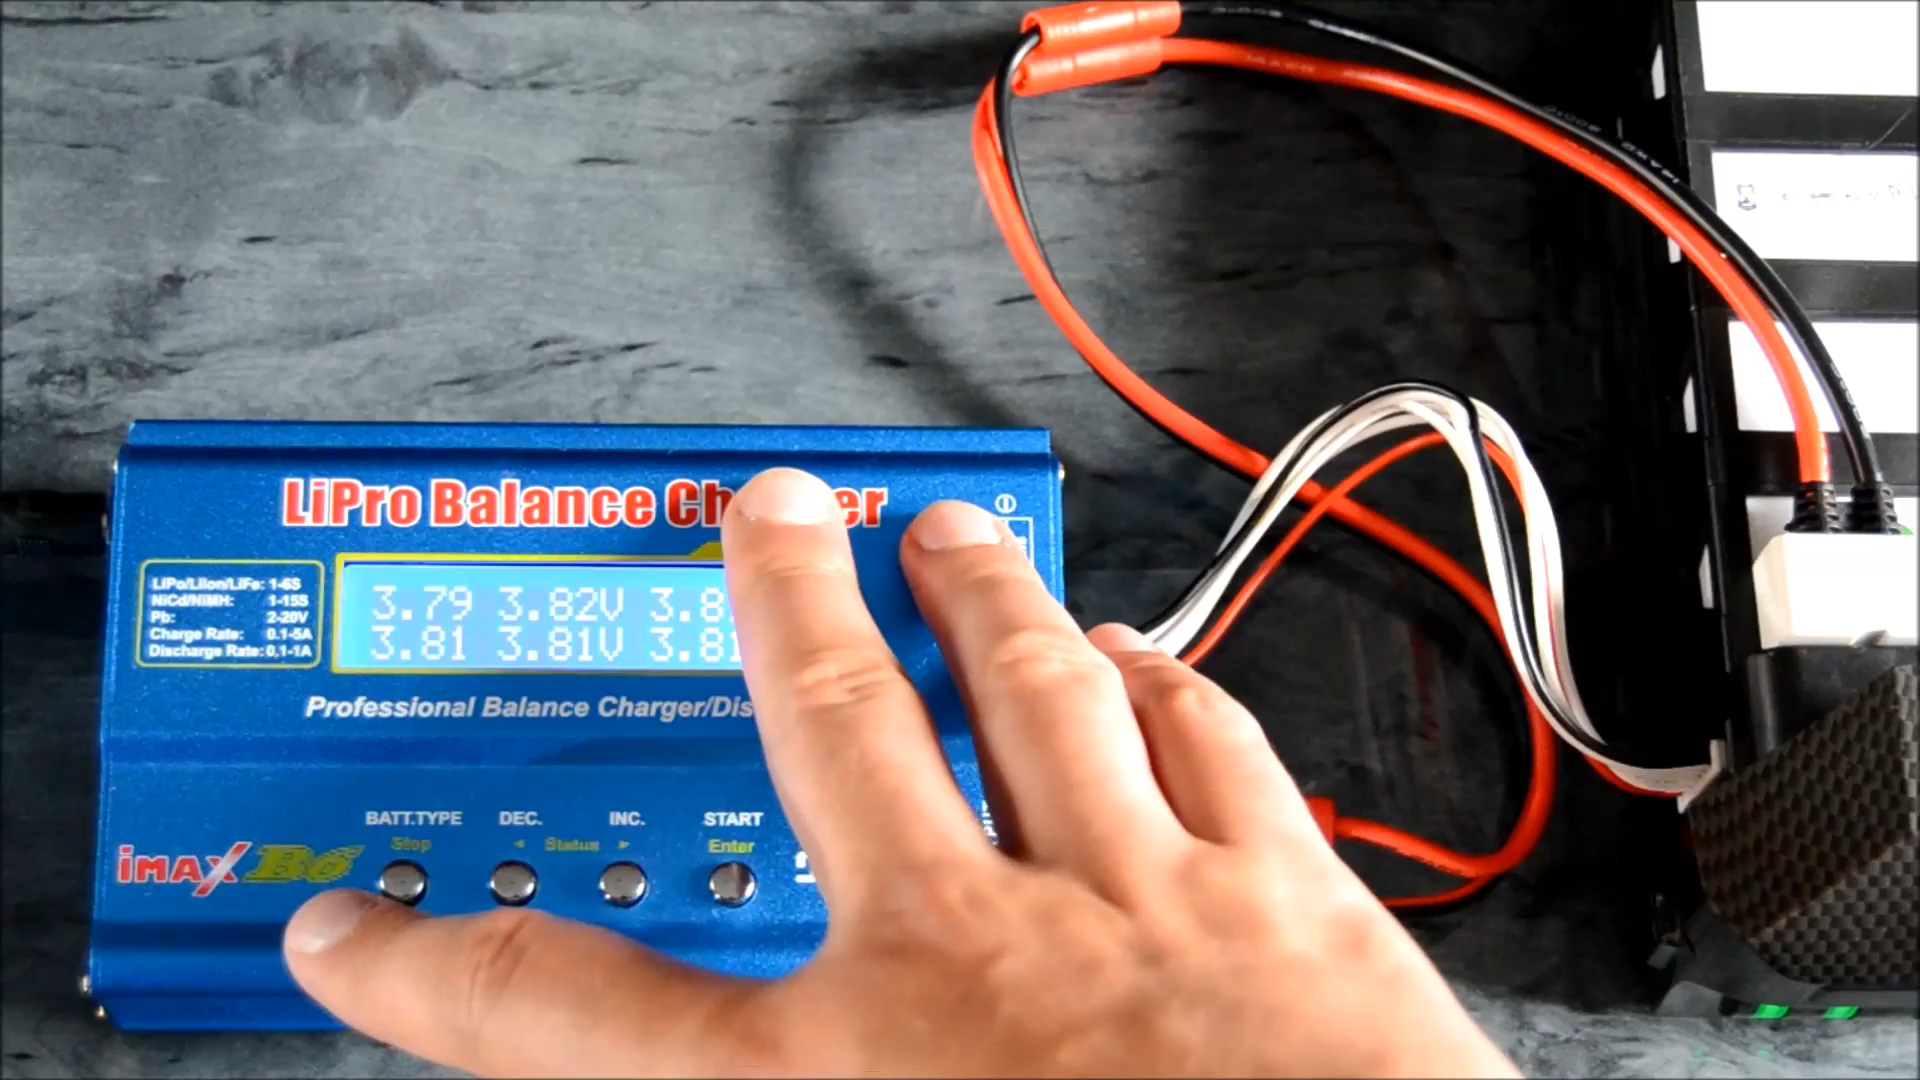 LiPro Balance Ch er
LiPo/LiIon/LiFe: 1-6S
NiCd/NiMH: 1-15S
Pb: 2-20V
Charge Rate: 0.1-5A
Discharge Rate: 0,1-1A
3.79 3.82V 3.8
3.81 3.81V 3.81
Professional Balance Charger/Dis
BATT.TYPE DEC. INC. START
Stop ◄ Status ► Enter
iMAX B6